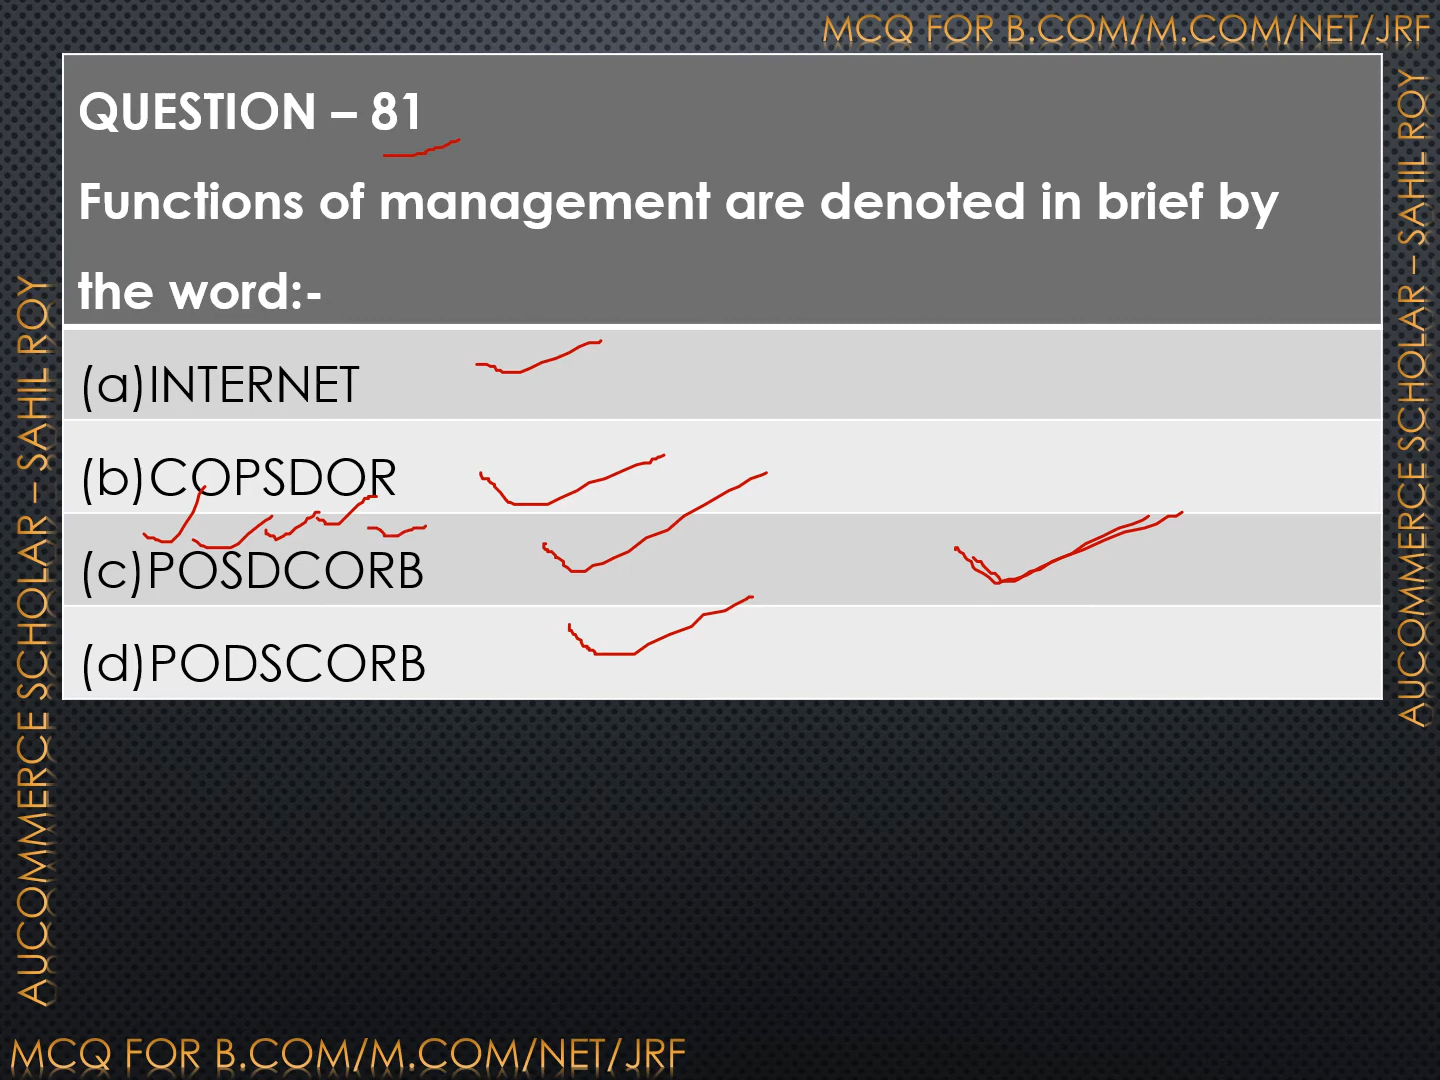 MCQ FOR B.COM/M.COM/NET/JRF
QUESTION – 81
Functions of management are denoted in brief by
the word:-
(a)INTERNET
(b)COPSDOR
(c)POSDCORB
(d)PODSCORB
AUCOMMERCE SCHOLAR – SAHIL ROY
AUCOMMERCE SCHOLAR – SAHIL ROY
MCQ FOR B.COM/M.COM/NET/JRF